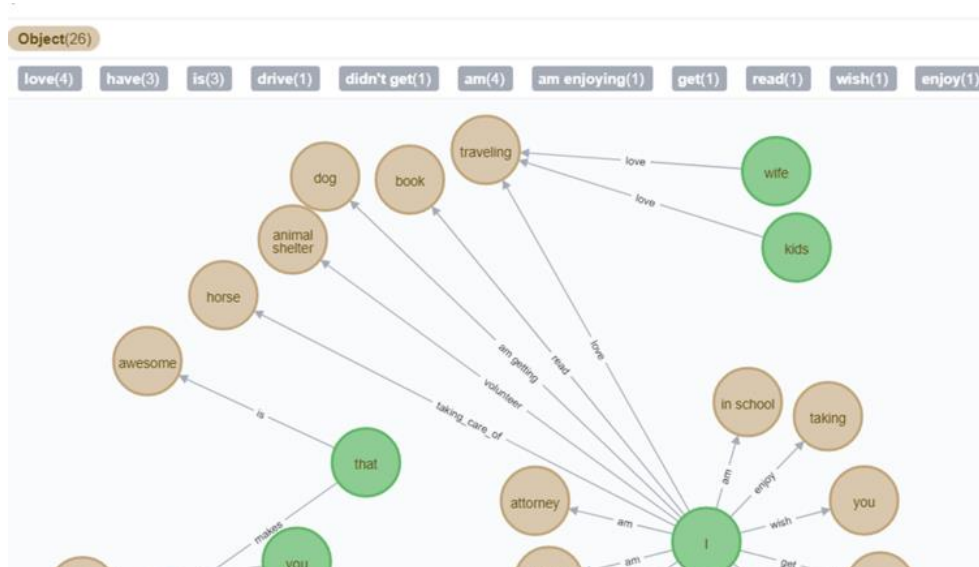 Object(26)
love(4) have(3) is(3) drive(1) didn't get(1) am(4) am enjoying(1) get(1) read(1) wish(1) enjoy(1)
traveling
love
wife
dog
book
love
kids
animal
shelter
horse
love
am getting
read
awesome
volunteer
taking_care_of
in school
taking
is
that
am
enjoy
attorney
am
wish
you
makes
I
you
am
get